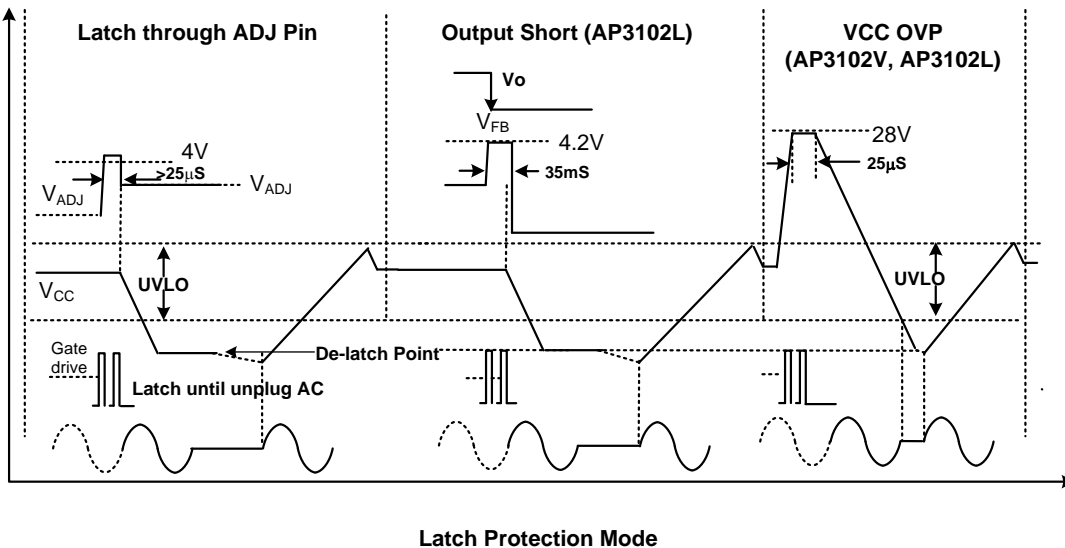 Latch through ADJ Pin
Output Short (AP3102L)
VCC OVP
(AP3102V, AP3102L)
Vo
VFB
4V
4.2V
28V
>25μS
35mS
25μS
VADJ
VADJ
UVLO
UVLO
VCC
De-latch Point
Gate
drive
Latch until unplug AC
Latch Protection Mode